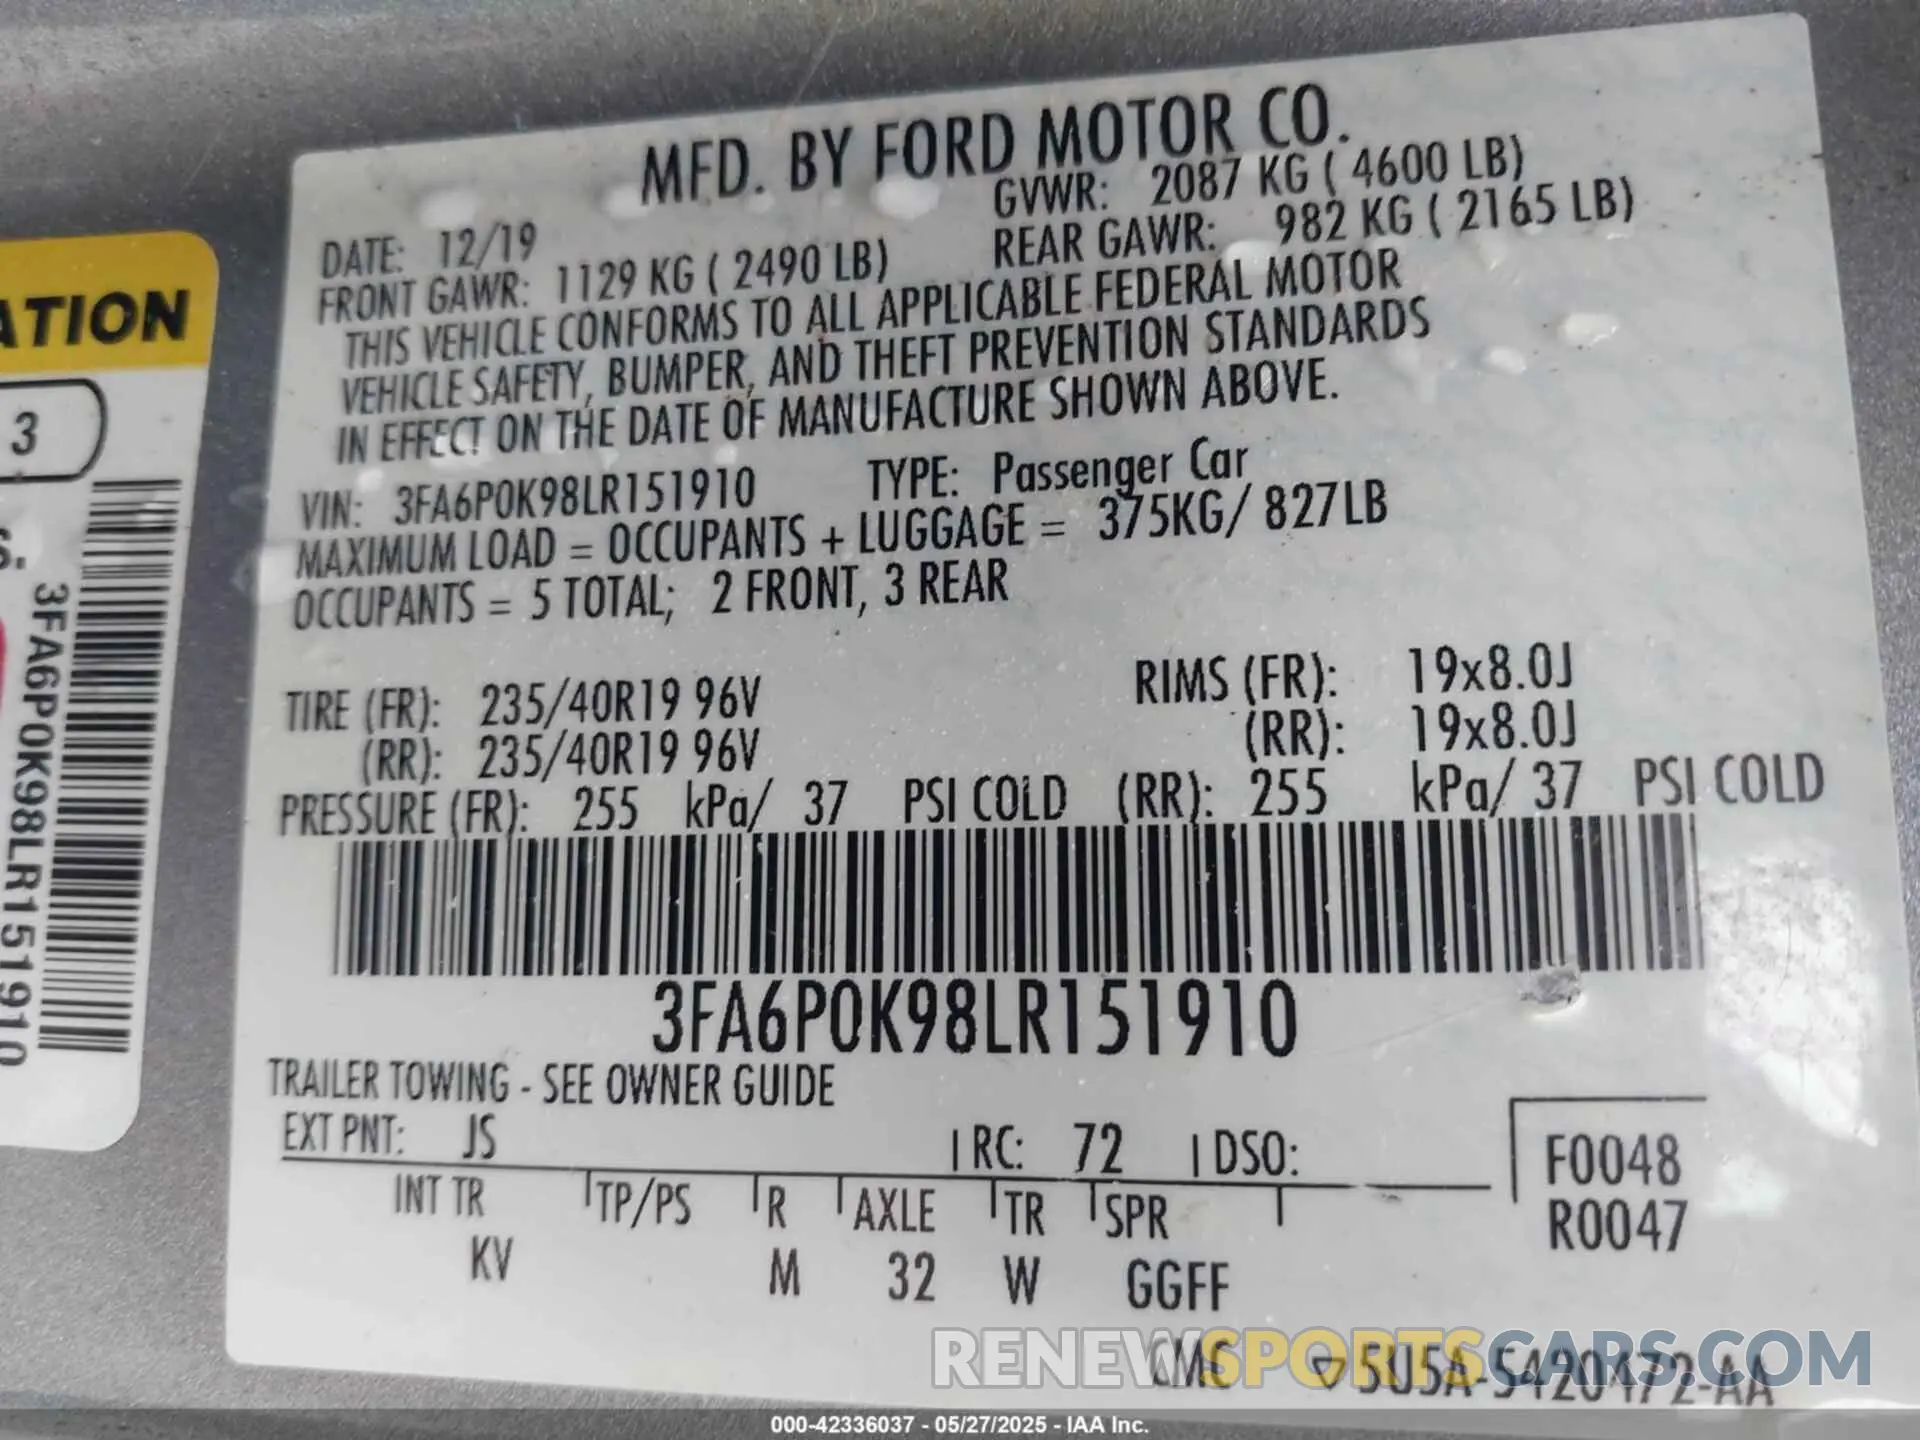 MFD. BY FORD MOTOR CO.
DATE: 12/19 GVWR: 2087 KG ( 4600 LB)
FRONT GAWR: 1129 KG ( 2490 LB) REAR GAWR: 982 KG ( 2165 LB)
THIS VEHICLE CONFORMS TO ALL APPLICABLE FEDERAL MOTOR
VEHICLE SAFETY, BUMPER, AND THEFT PREVENTION STANDARDS
IN EFFECT ON THE DATE OF MANUFACTURE SHOWN ABOVE.
VIN: 3FA6P0K98LR151910 TYPE: Passenger Car
MAXIMUM LOAD = OCCUPANTS + LUGGAGE = 375KG/ 827LB
OCCUPANTS = 5 TOTAL; 2 FRONT, 3 REAR
TIRE (FR): 235/40R19 96V RIMS (FR): 19x8.0J
(RR): 235/40R19 96V (RR): 19x8.0J
PRESSURE (FR): 255 kPa/ 37 PSI COLD (RR): 255 kPa/ 37 PSI COLD
3FA6P0K98LR151910
TRAILER TOWING - SEE OWNER GUIDE
EXT PNT: JS RC: 72 DSO: F0048
R0047
INT TR TP/PS R AXLE TR SPR
KV M 32 W GGFF
CMC ▽5U5A-5420472-AA
ATION
3
S.
3FA6P0K98LR151910
RENEWSPORTSCARS.COM
000-42336037 - 05/27/2025 - IAA Inc.